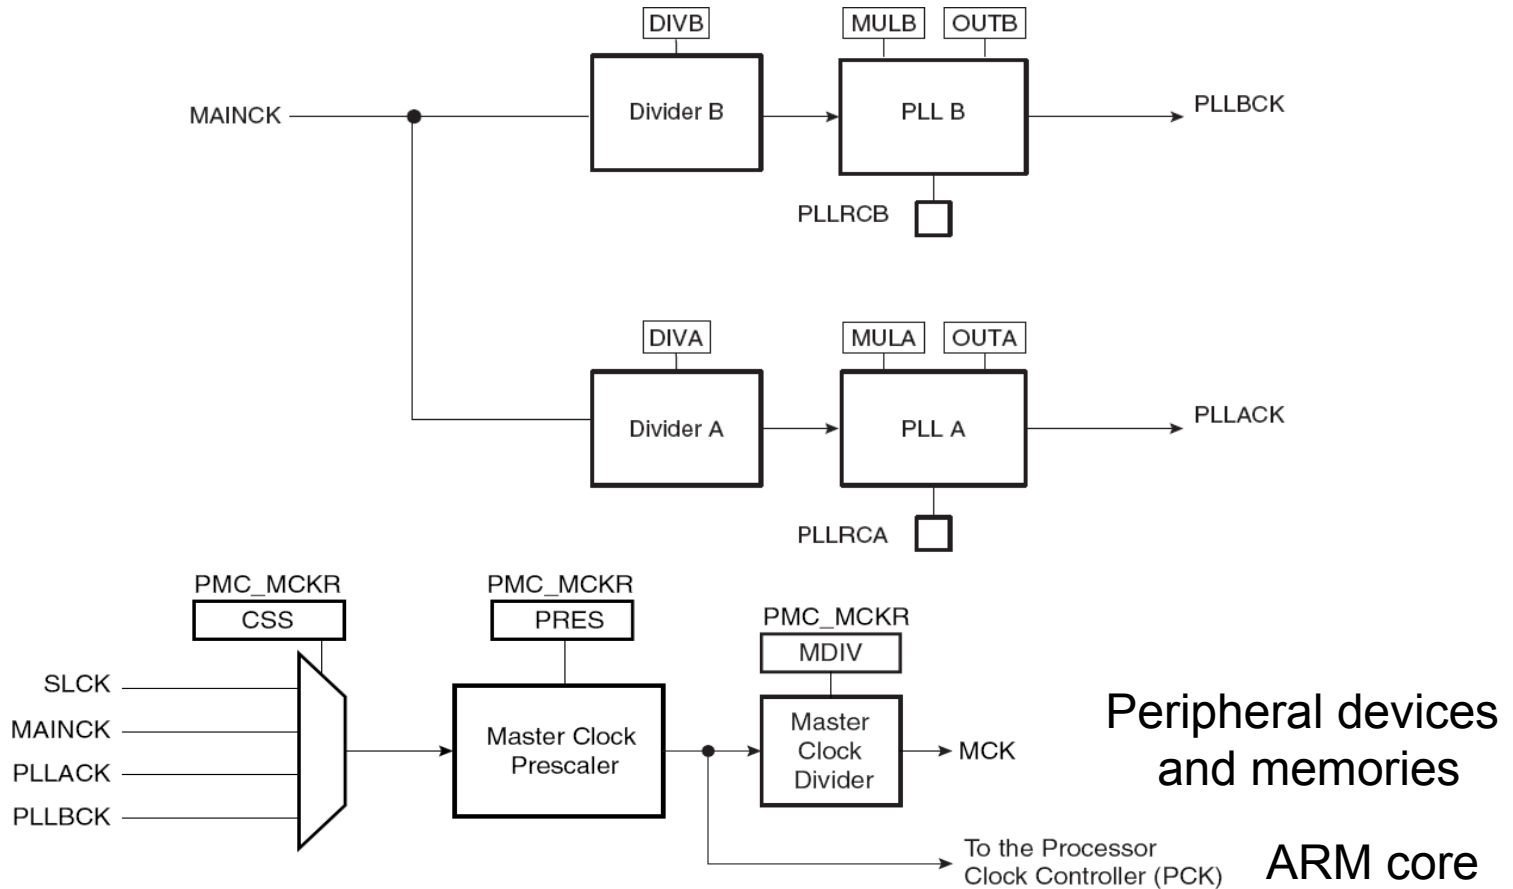 DIVB
MULB
OUTB
MAINCK
Divider B
PLL B
PLLBCK
PLLRCB
DIVA
MULA
OUTA
Divider A
PLL A
PLLACK
PLLRCA
PMC_MCKR
CSS
PMC_MCKR
PRES
PMC_MCKR
MDIV
SLCK
MAINCK
PLLACK
PLLBCK
Master Clock
Prescaler
Master
Clock
Divider
MCK
Peripheral devices
and memories
To the Processor
Clock Controller (PCK)
ARM core